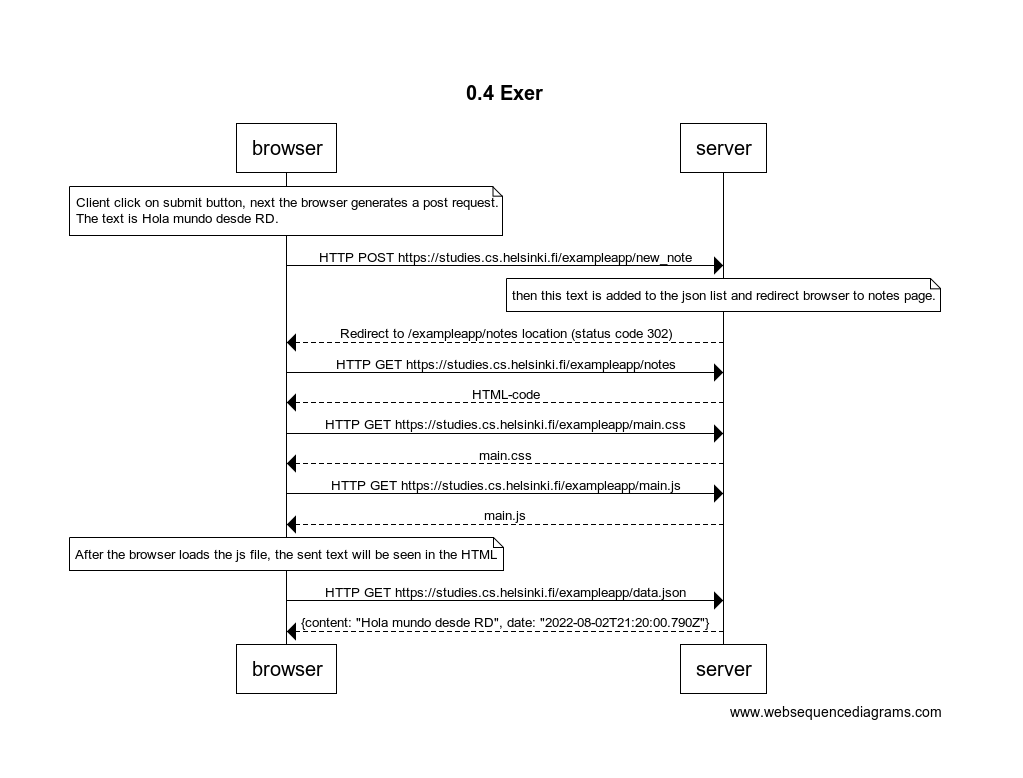 0.4 Exer
browser
server
Client click on submit button, next the browser generates a post request.
The text is Hola mundo desde RD.
HTTP POST https://studies.cs.helsinki.fi/exampleapp/new_note
then this text is added to the json list and redirect browser to notes page.
Redirect to /exampleapp/notes location (status code 302)
HTTP GET https://studies.cs.helsinki.fi/exampleapp/notes
HTML-code
HTTP GET https://studies.cs.helsinki.fi/exampleapp/main.css
main.css
HTTP GET https://studies.cs.helsinki.fi/exampleapp/main.js
main.js
After the browser loads the js file, the sent text will be seen in the HTML
HTTP GET https://studies.cs.helsinki.fi/exampleapp/data.json
{content: "Hola mundo desde RD", date: "2022-08-02T21:20:00.790Z"}
browser
server
www.websequencediagrams.com